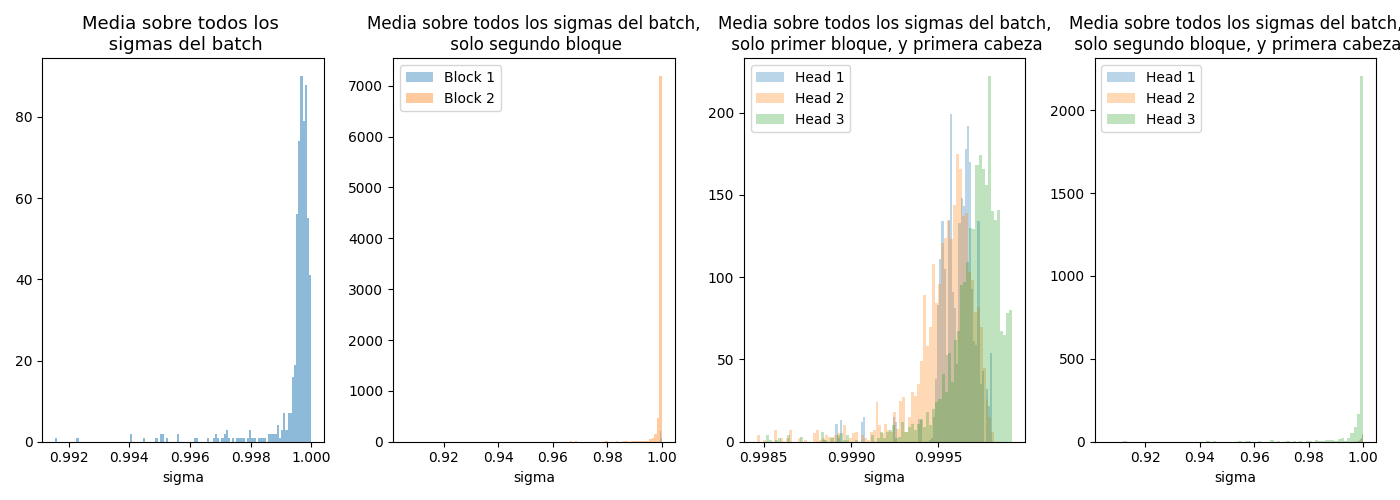 Media sobre todos los
sigmas del batch
80
60
40
20
0
0.992 0.994 0.996 0.998 1.000
sigma
Media sobre todos los sigmas del batch,
solo segundo bloque
Block 1
Block 2
7000
6000
5000
4000
3000
2000
1000
0
0.92 0.94 0.96 0.98 1.00
sigma
Media sobre todos los sigmas del batch,
solo primer bloque, y primera cabeza
Head 1
Head 2
Head 3
200
150
100
50
0
0.9985 0.9990 0.9995
sigma
Media sobre todos los sigmas del batch,
solo segundo bloque, y primera cabeza
Head 1
Head 2
Head 3
2000
1500
1000
500
0
0.92 0.94 0.96 0.98 1.00
sigma